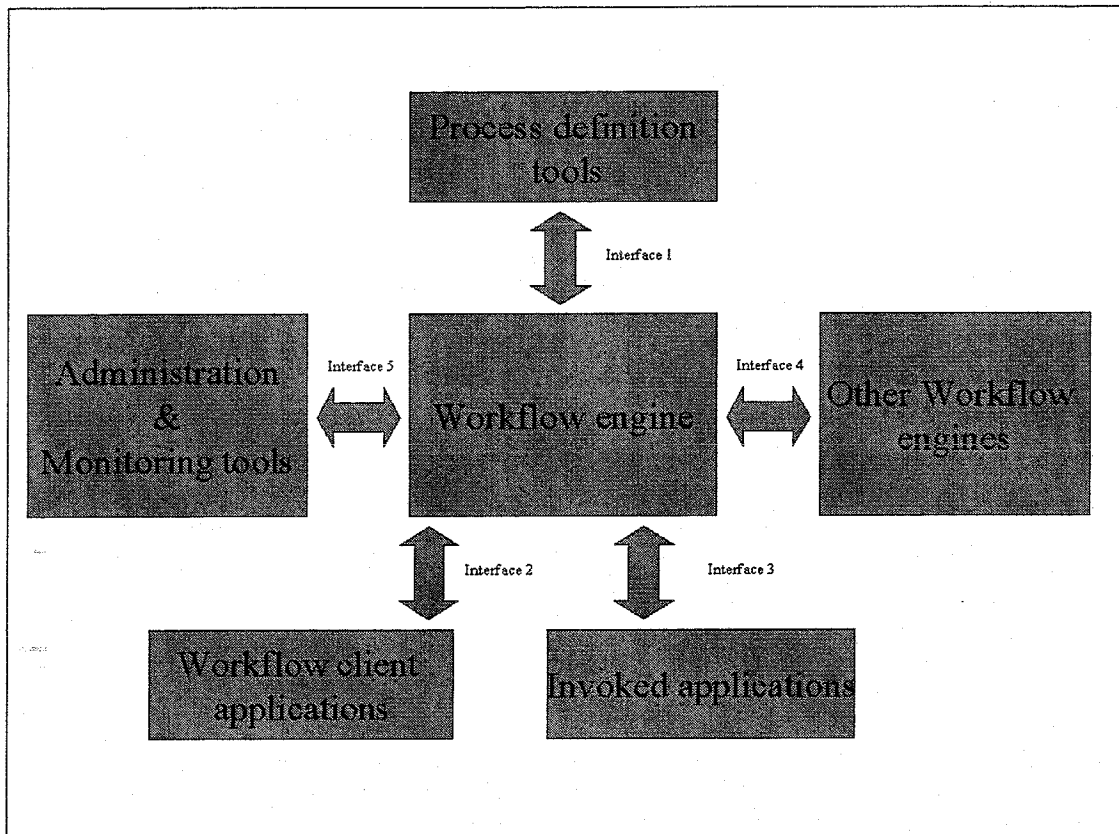 Process definition
tools
Interface 1
Administration
&
Monitoring tools
Interface 5
Workflow engine
Interface 4
Other Workflow
engines
Interface 2
Interface 3
Workflow client
applications
Invoked applications